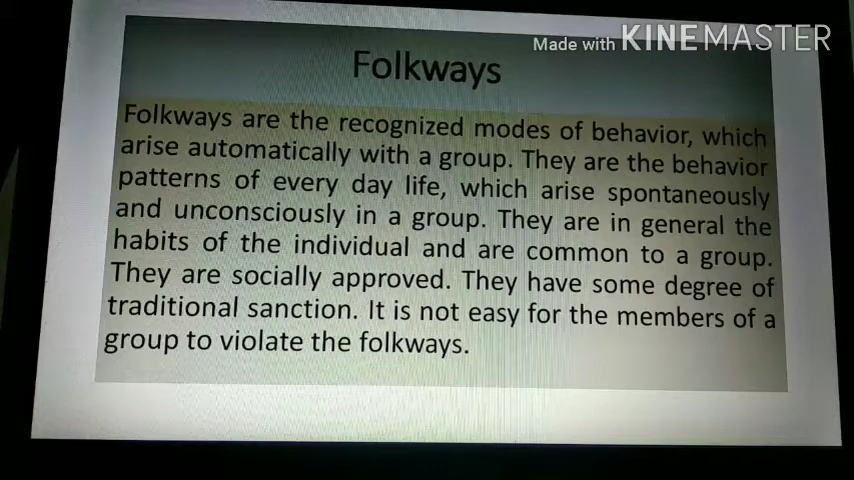 Made with KINEMASTER
Folkways
Folkways are the recognized modes of behavior, which
arise automatically with a group. They are the behavior
patterns of every day life, which arise spontaneously
and unconsciously in a group. They are in general the
habits of the individual and are common to a group.
They are socially approved. They have some degree of
traditional sanction. It is not easy for the members of a
group to violate the folkways.